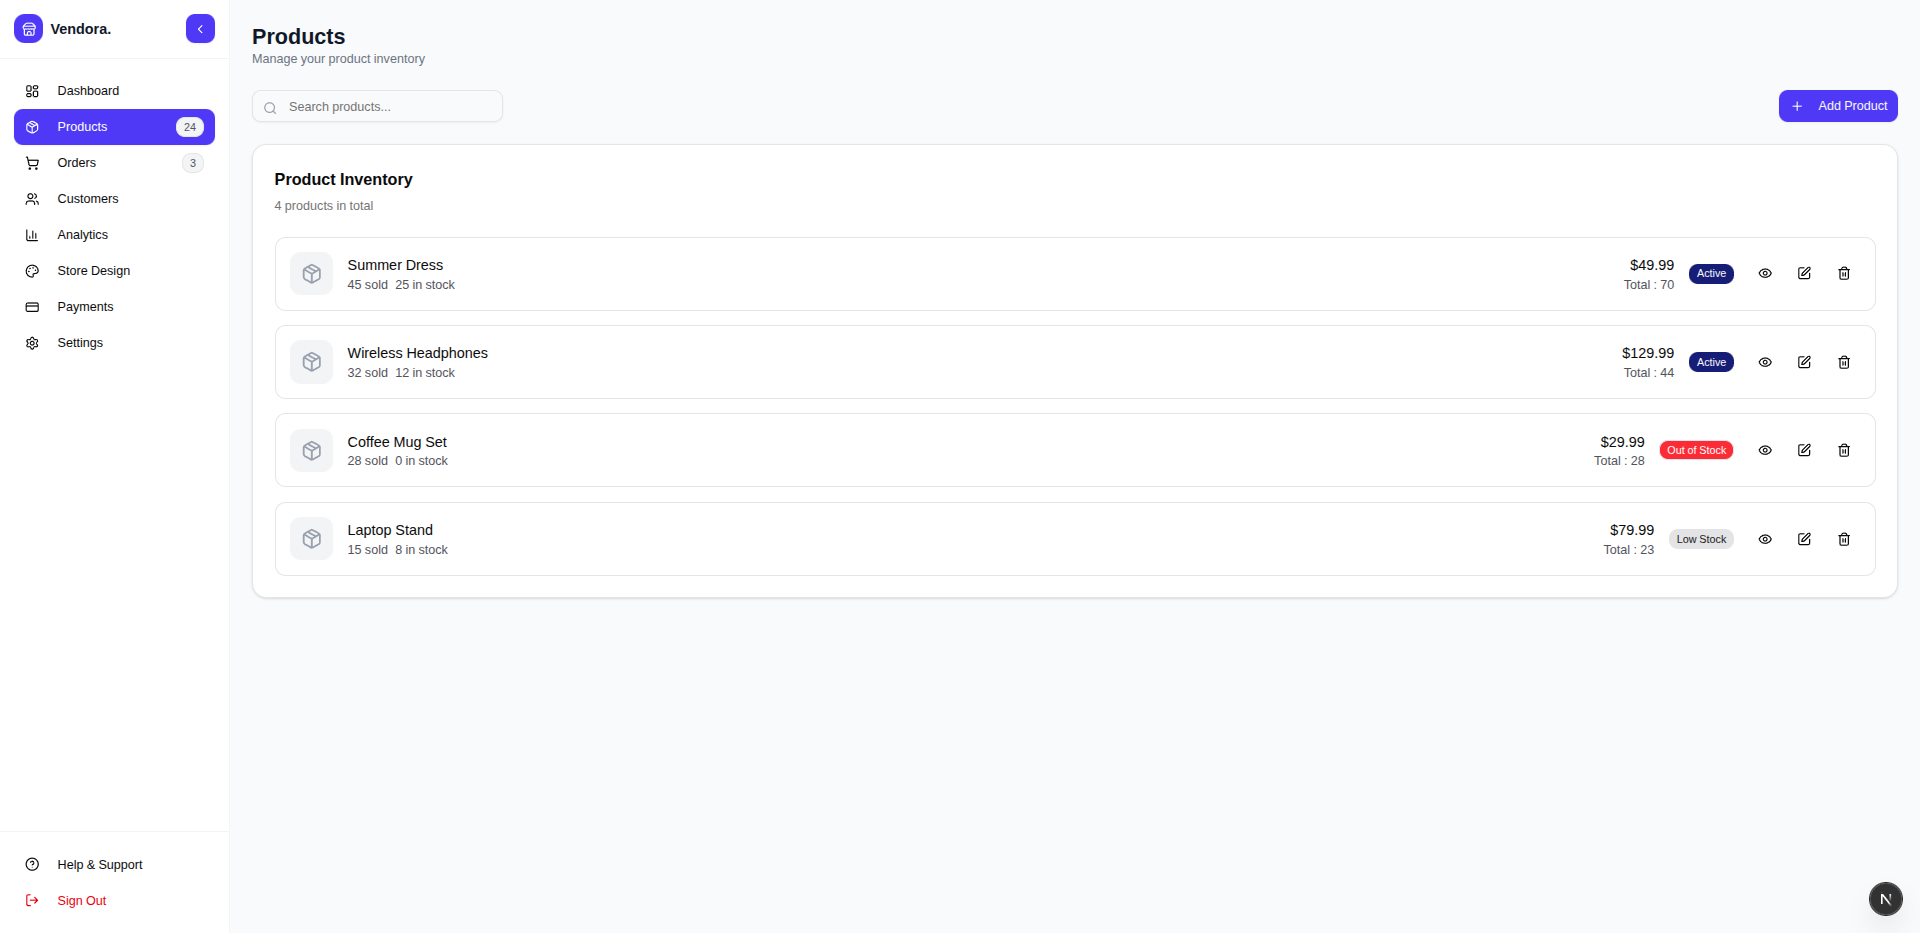 Vendora.
Dashboard
Products 24
Orders 3
Customers
Analytics
Store Design
Payments
Settings
Help & Support
Sign Out
Products
Manage your product inventory
Search products...
Add Product
Product Inventory
4 products in total
Summer Dress
45 sold 25 in stock
$49.99
Total : 70
Active
Wireless Headphones
32 sold 12 in stock
$129.99
Total : 44
Active
Coffee Mug Set
28 sold 0 in stock
$29.99
Total : 28
Out of Stock
Laptop Stand
15 sold 8 in stock
$79.99
Total : 23
Low Stock
N